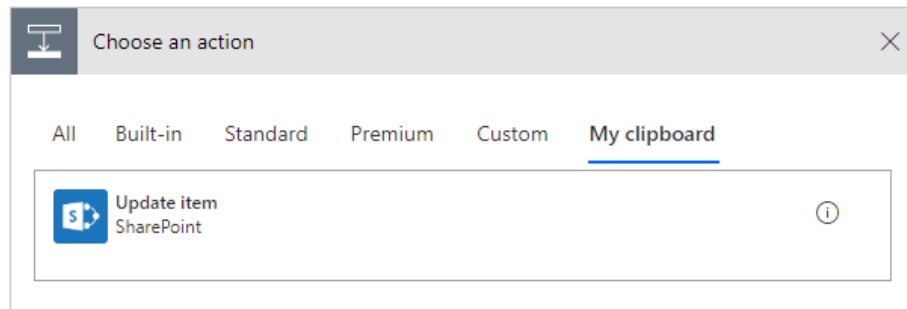 Choose an action
All Built-in Standard Premium Custom My clipboard
Update item
SharePoint